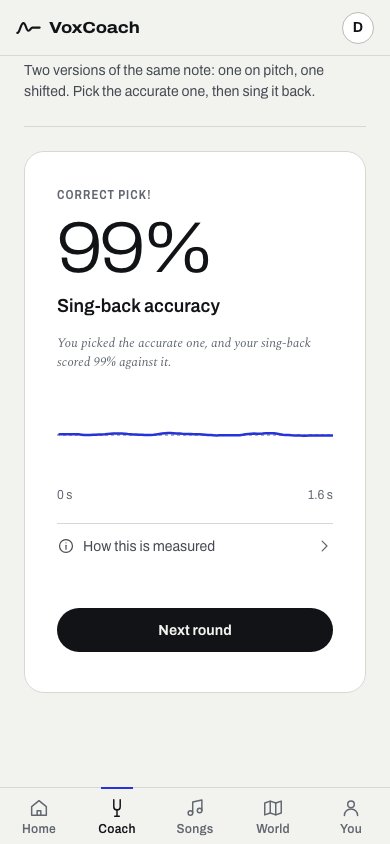 VoxCoach
D
Two versions of the same note: one on pitch, one
shifted. Pick the accurate one, then sing it back.
CORRECT PICK!
99%
Sing-back accuracy
You picked the accurate one, and your sing-back
scored 99% against it.
0 s
1.6 s
How this is measured
Next round
Home
Coach
Songs
World
You